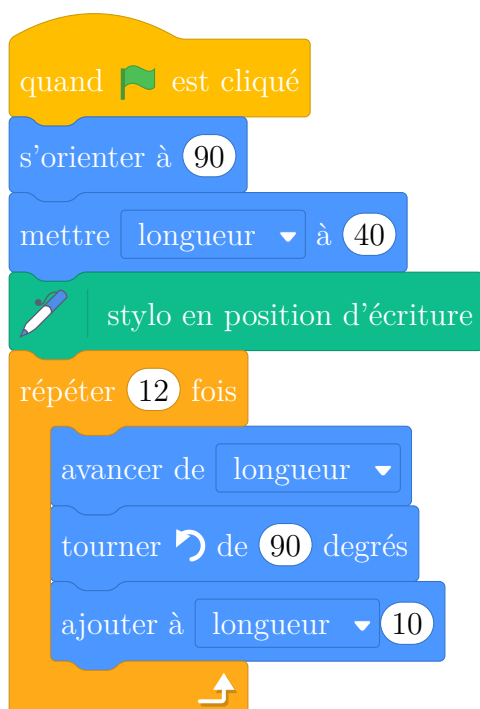 quand est cliqué
s'orienter à 90
mettre longueur à 40
stylo en position d'écriture
répéter 12 fois
avancer de longueur
tourner de 90 degrés
ajouter à longueur 10